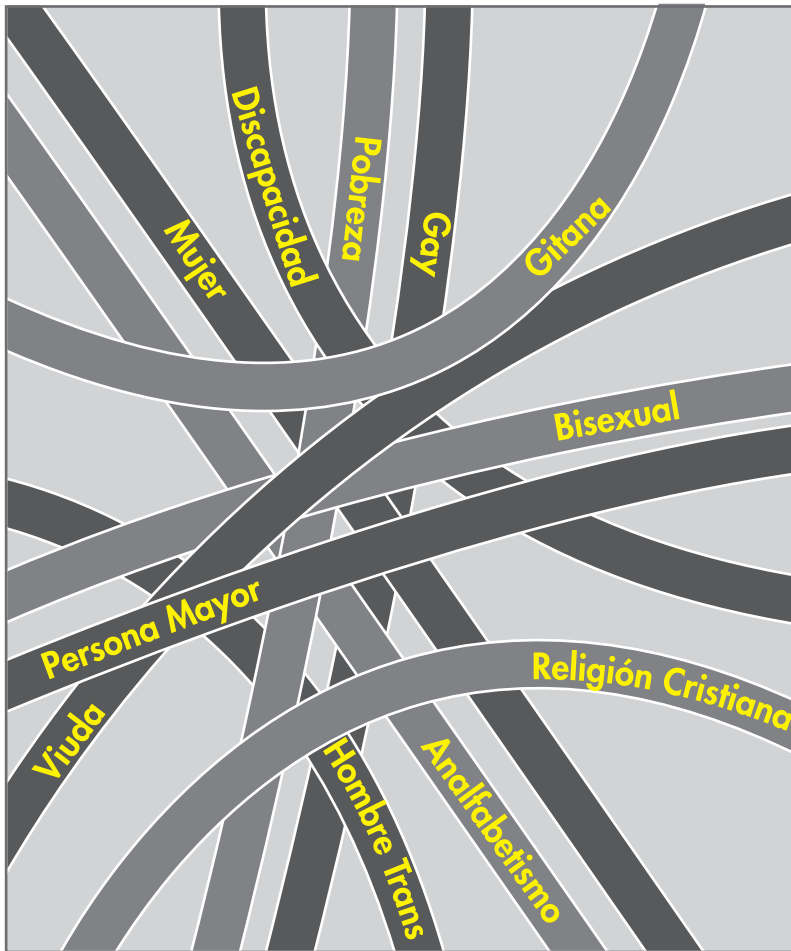 Discapacidad
Pobreza
Gay
Gitana
Mujer
Bisexual
Persona Mayor
Religión Cristiana
Viuda
Hombre Trans
Analfabetismo